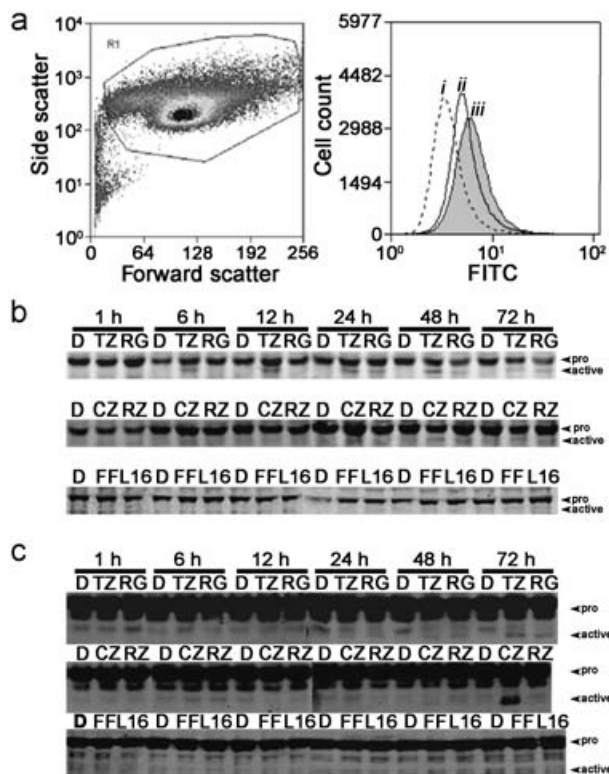 a
R1
Side scatter
10⁴
10³
10²
10¹
10⁰
0 64 128 192 256
Forward scatter
Cell count
5977
4482
2988
1494
0
i ii iii
10⁰ 10¹ 10²
FITC
b
1 h 6 h 12 h 24 h 48 h 72 h
D TZ RG D TZ RG D TZ RG D TZ RG D TZ RG D TZ RG
pro
active
D CZ RZ D CZ RZ D CZ RZ D CZ RZ D CZ RZ D CZ RZ
pro
active
D FF L16 D FF L16 D FF L16 D FF L16 D FF L16 D FF L16
pro
active
c
1 h 6 h 12 h 24 h 48 h 72 h
D TZ RG D TZ RG D TZ RG D TZ RG D TZ RG D TZ RG
pro
active
D CZ RZ D CZ RZ D CZ RZ D CZ RZ D CZ RZ D CZ RZ
pro
active
D FF L16 D FF L16 D FF L16 D FF L16 D FF L16 D FF L16
pro
active